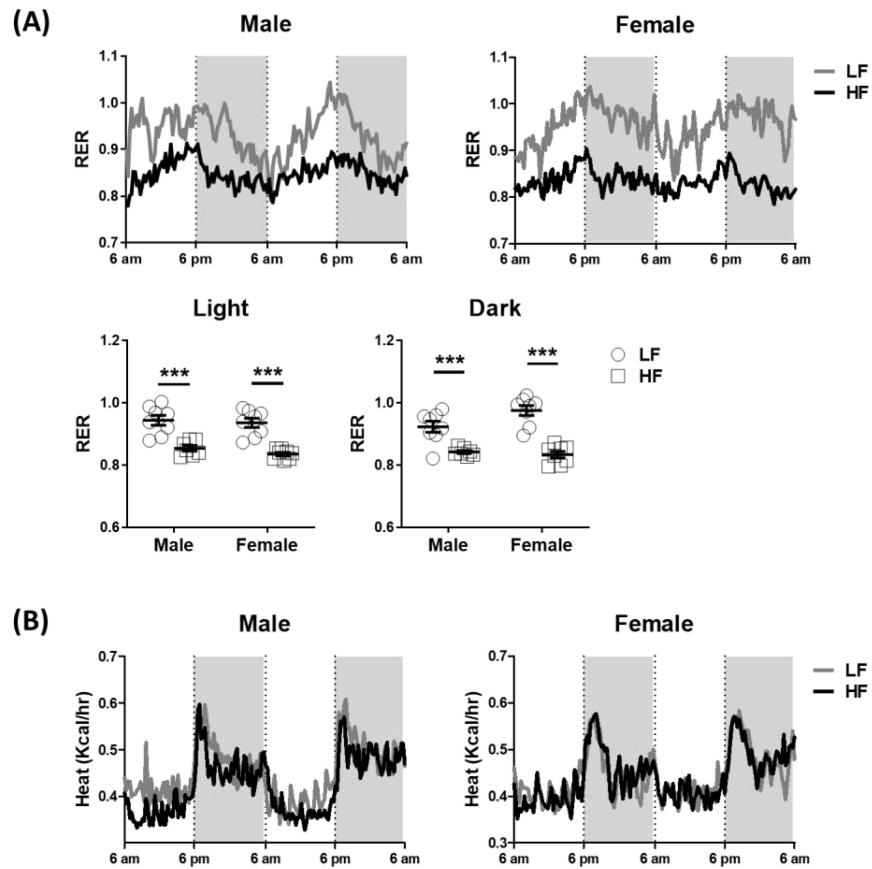 (A)
Male
Female
1.1
1.0
0.9
0.8
0.7
RER
6 am
6 pm
6 am
6 pm
6 am
1.1
1.0
0.9
0.8
0.7
RER
6 am
6 pm
6 am
6 pm
6 am
LF
HF
Light
Dark
1.2
1.0
0.8
0.6
RER
***
***
Male
Female
1.2
1.0
0.8
0.6
RER
***
***
Male
Female
LF
HF
(B)
Male
Female
0.7
0.6
0.5
0.4
Heat (Kcal/hr)
6 am
6 pm
6 am
6 pm
6 am
0.7
0.6
0.5
0.4
0.3
Heat (Kcal/hr)
6 am
6 pm
6 am
6 pm
6 am
LF
HF